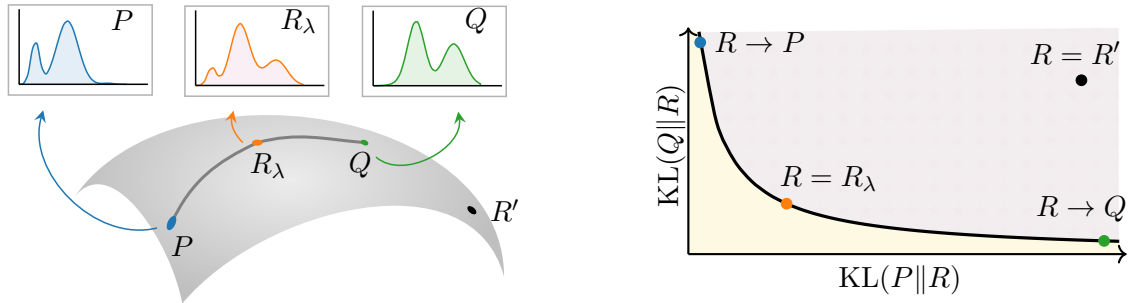 P
R_λ
Q
R_λ
Q
P
R′
R → P
R = R′
R = R_λ
R → Q
KL(Q∥R)
KL(P∥R)